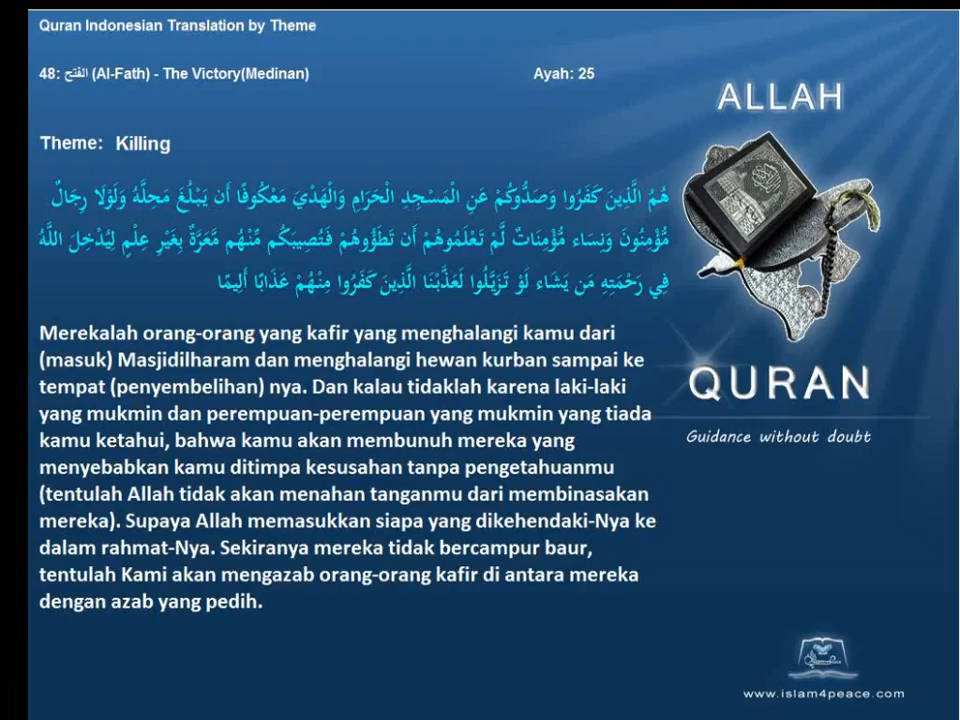 Quran Indonesian Translation by Theme
48: الفتح (Al-Fath) - The Victory(Medinan) Ayah: 25
Theme: Killing
هُمُ الَّذِينَ كَفَرُوا وَصَدُّوكُمْ عَنِ الْمَسْجِدِ الْحَرَامِ وَالْهَدْيَ مَعْكُوفًا أَن يَبْلُغَ مَحِلَّهُ وَلَوْلَا رِجَالٌ
مُّؤْمِنُونَ وَنِسَاء مُّؤْمِنَاتٌ لَّمْ تَعْلَمُوهُمْ أَن تَطَؤُوهُمْ فَتُصِيبَكُم مِّنْهُم مَّعَرَّةٌ بِغَيْرِ عِلْمٍ لِيُدْخِلَ اللَّهُ
فِي رَحْمَتِهِ مَن يَشَاء لَوْ تَزَيَّلُوا لَعَذَّبْنَا الَّذِينَ كَفَرُوا مِنْهُمْ عَذَابًا أَلِيمًا
Merekalah orang-orang yang kafir yang menghalangi kamu dari
(masuk) Masjidilharam dan menghalangi hewan kurban sampai ke
tempat (penyembelihan) nya. Dan kalau tidaklah karena laki-laki
yang mukmin dan perempuan-perempuan yang mukmin yang tiada
kamu ketahui, bahwa kamu akan membunuh mereka yang
menyebabkan kamu ditimpa kesusahan tanpa pengetahuanmu
(tentulah Allah tidak akan menahan tanganmu dari membinasakan
mereka). Supaya Allah memasukkan siapa yang dikehendaki-Nya ke
dalam rahmat-Nya. Sekiranya mereka tidak bercampur baur,
tentulah Kami akan mengazab orang-orang kafir di antara mereka
dengan azab yang pedih.
ALLAH
QURAN
Guidance without doubt
www.islam4peace.com